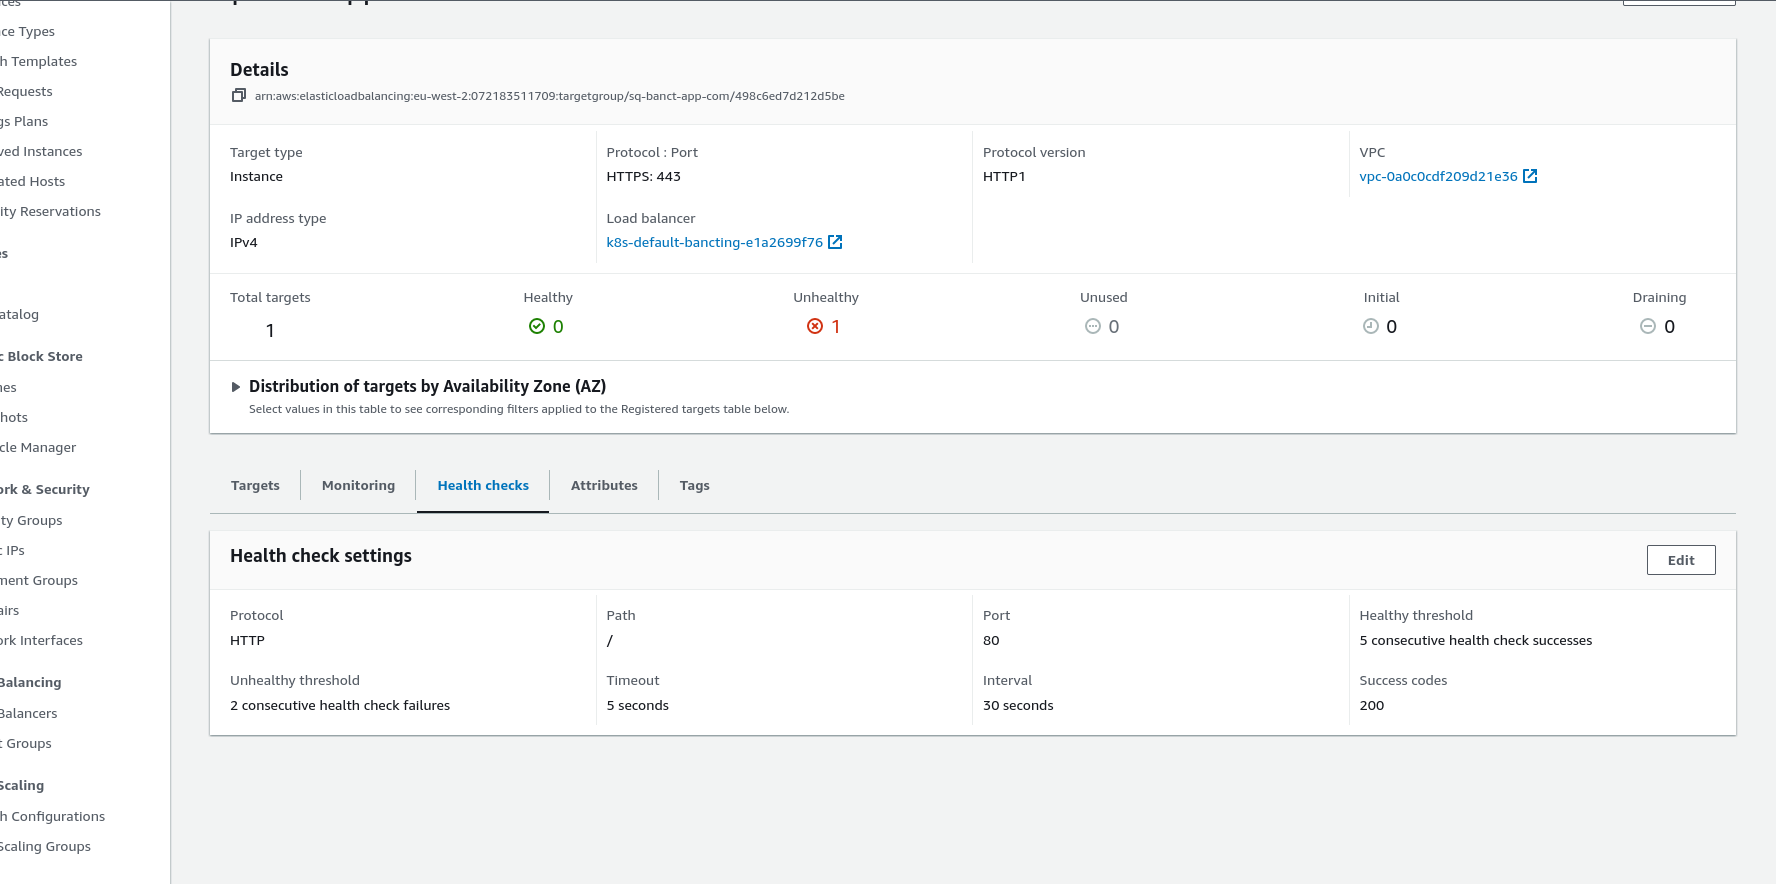 ces
ce Types
h Templates
Requests
gs Plans
ved Instances
ated Hosts
ity Reservations
es
atalog
c Block Store
nes
hots
cle Manager
ork & Security
ty Groups
: IPs
ment Groups
airs
ork Interfaces
Balancing
Balancers
t Groups
Scaling
h Configurations
Scaling Groups
Details
arn:aws:elasticloadbalancing:eu-west-2:072183511709:targetgroup/sq-banct-app-com/498c6ed7d212d5be
Target type
Instance
Protocol : Port
HTTPS: 443
Protocol version
HTTP1
VPC
vpc-0a0c0cdf209d21e36
IP address type
IPv4
Load balancer
k8s-default-bancting-e1a2699f76
Total targets
1
Healthy
0
Unhealthy
1
Unused
0
Initial
0
Draining
0
Distribution of targets by Availability Zone (AZ)
Select values in this table to see corresponding filters applied to the Registered targets table below.
Targets
Monitoring
Health checks
Attributes
Tags
Health check settings
Edit
Protocol
HTTP
Path
/
Port
80
Healthy threshold
5 consecutive health check successes
Unhealthy threshold
2 consecutive health check failures
Timeout
5 seconds
Interval
30 seconds
Success codes
200